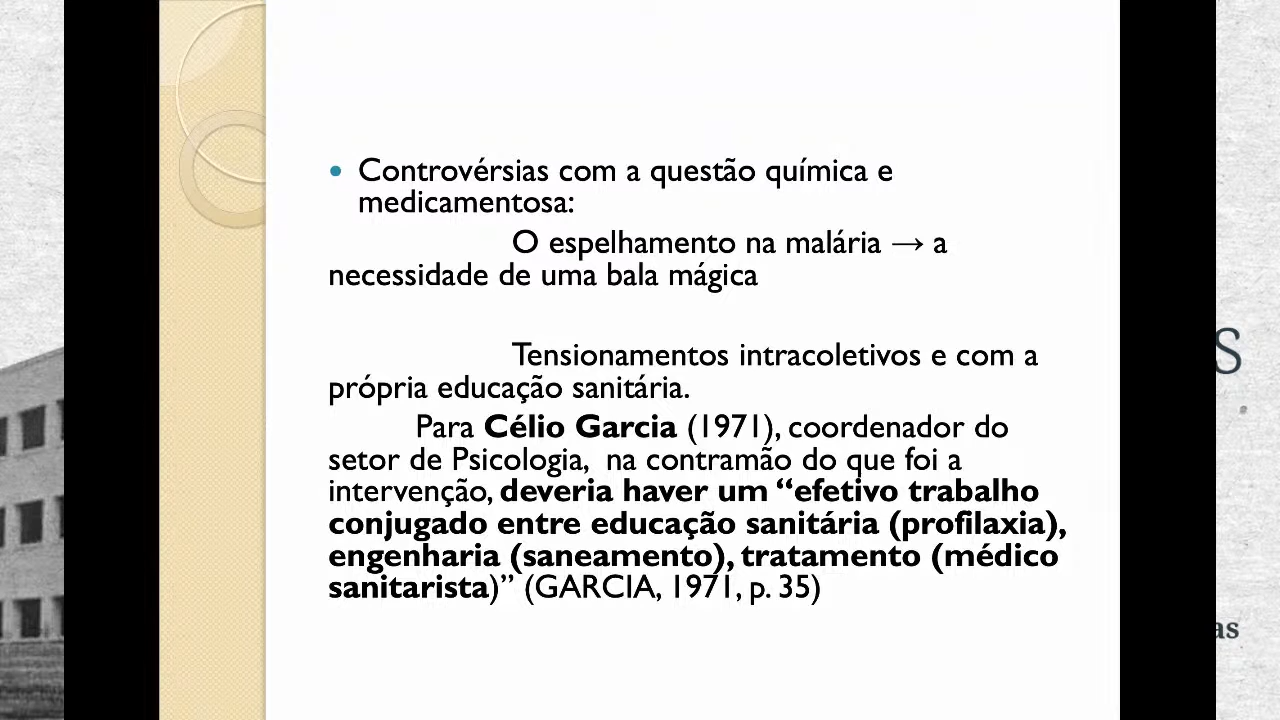 Controvérsias com a questão química e
medicamentosa:
O espelhamento na malária → a
necessidade de uma bala mágica
Tensionamentos intracoletivos e com a
própria educação sanitária.
Para Célio Garcia (1971), coordenador do
setor de Psicologia, na contramão do que foi a
intervenção, deveria haver um “efetivo trabalho
conjugado entre educação sanitária (profilaxia),
engenharia (saneamento), tratamento (médico
sanitarista)” (GARCIA, 1971, p. 35)